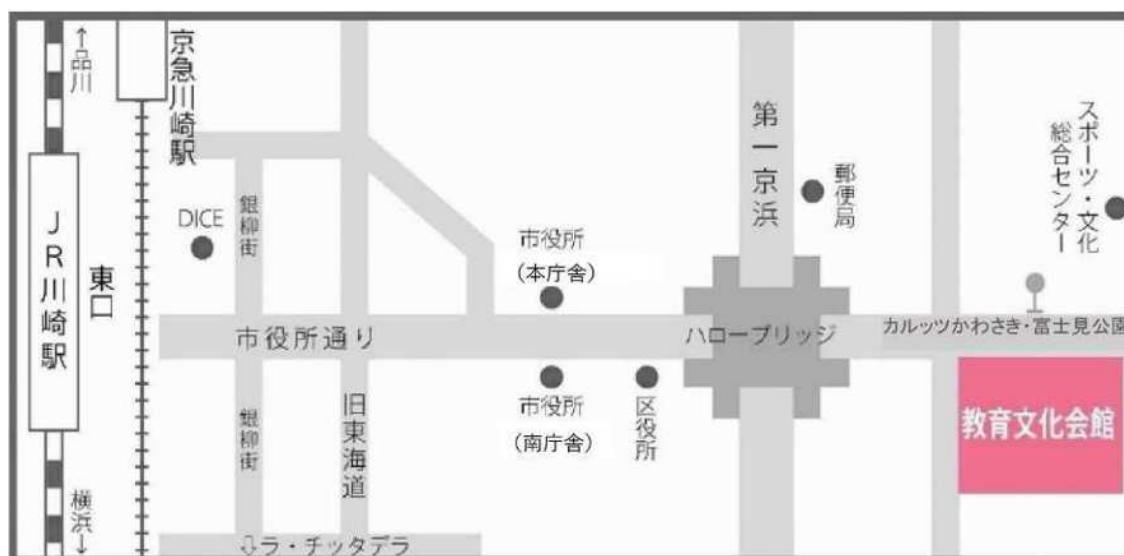 ↑品川
京急川崎駅
JR川崎駅
東口
横浜↓
DICE
銀柳街
市役所通り
銀柳街
旧東海道
⇩ラ・チッタデラ
市役所
(本庁舎)
市役所
(南庁舎)
区役所
第一京浜
ハローブリッジ
郵便局
スポーツ・文化
総合センター
カルッツかわさき・富士見公園
教育文化会館